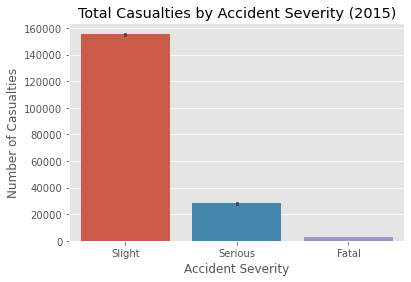 Total Casualties by Accident Severity (2015)
160000
140000
120000
100000
80000
60000
40000
20000
0
Number of Casualties
Slight Serious Fatal
Accident Severity